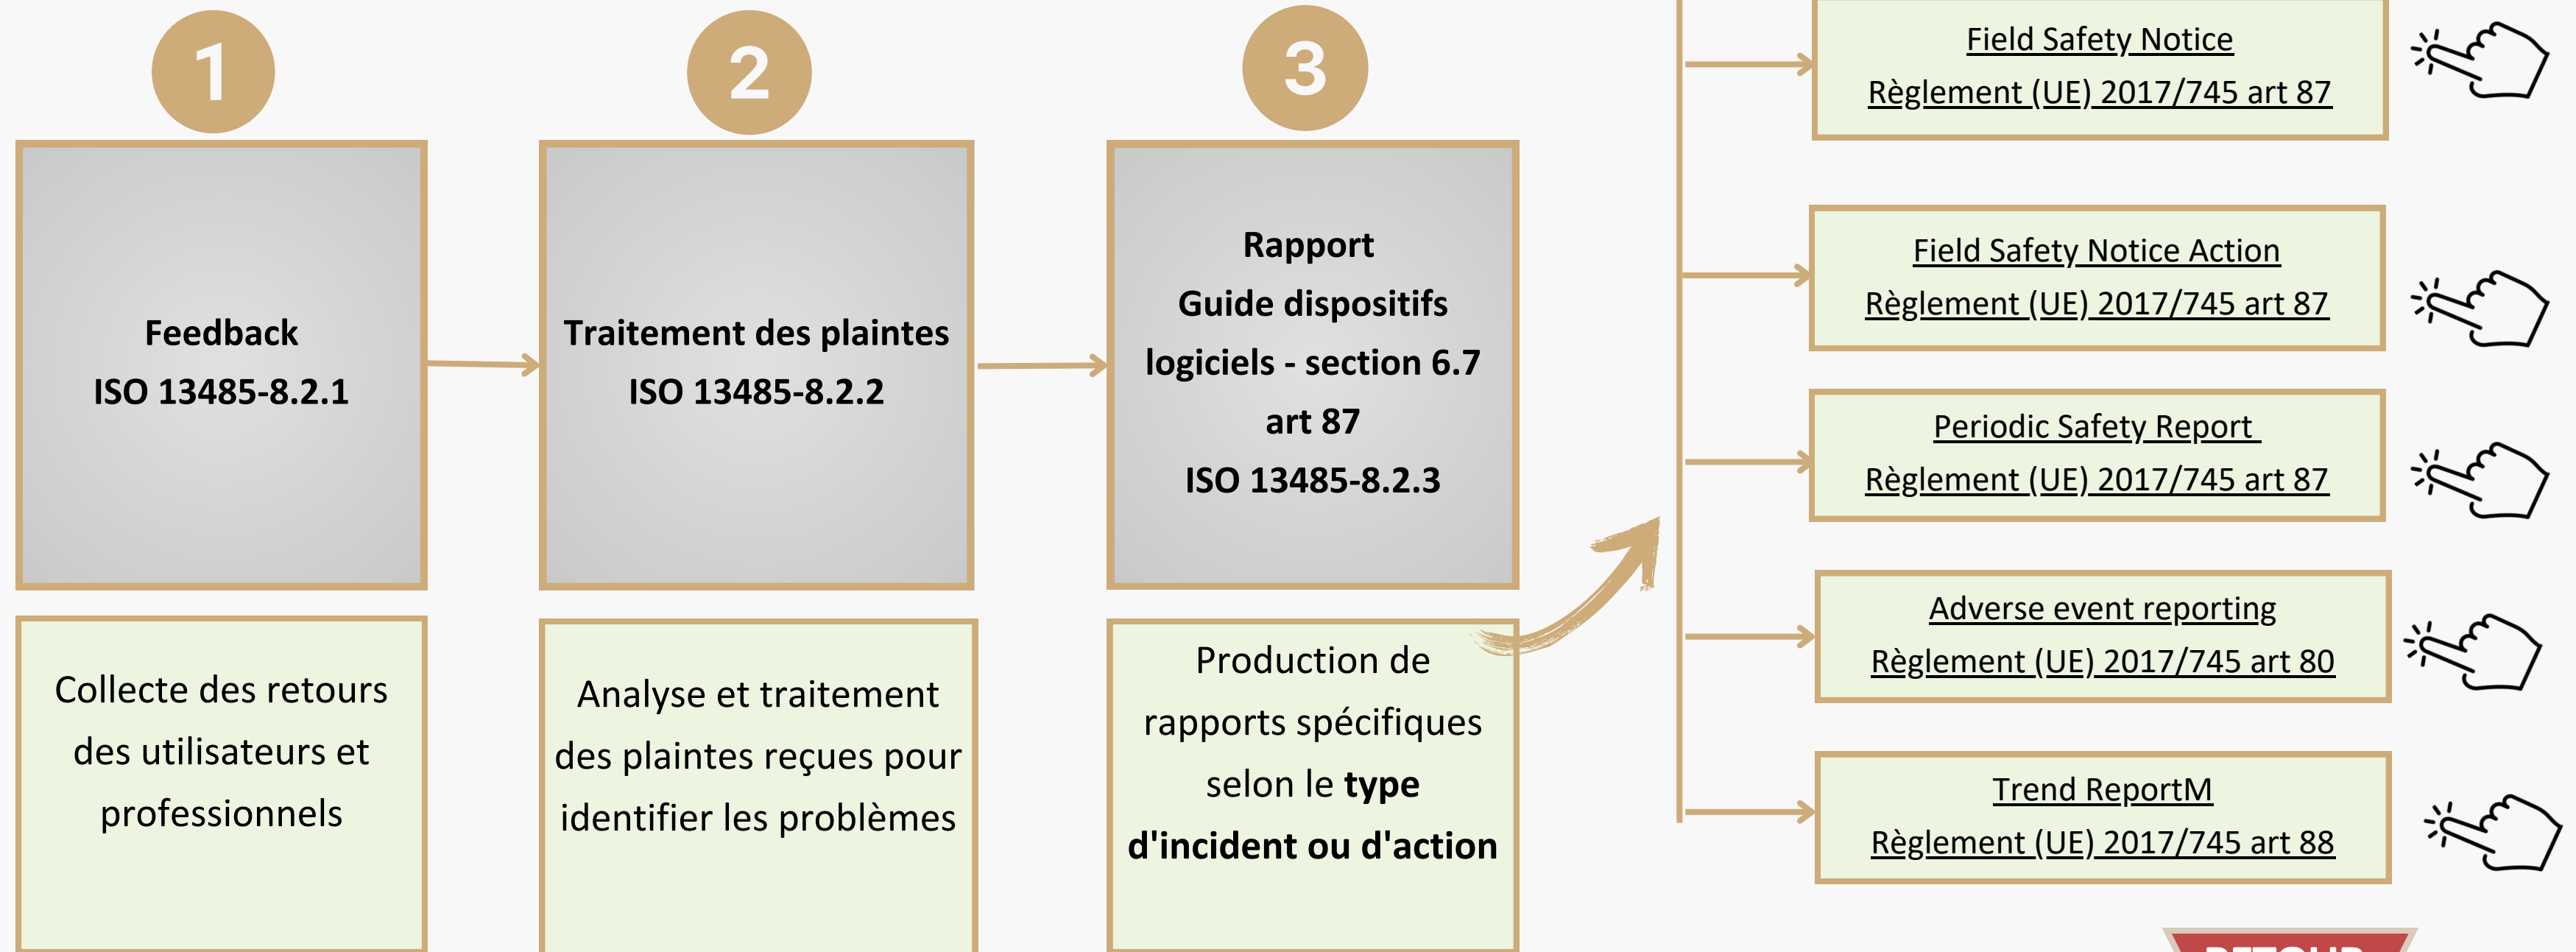 1
Feedback
ISO 13485-8.2.1
Collecte des retours
des utilisateurs et
professionnels
2
Traitement des plaintes
ISO 13485-8.2.2
Analyse et traitement
des plaintes reçues pour
identifier les problèmes
3
Rapport
Guide dispositifs
logiciels - section 6.7
art 87
ISO 13485-8.2.3
Production de
rapports spécifiques
selon le type
d'incident ou d'action
Field Safety Notice
Règlement (UE) 2017/745 art 87
Field Safety Notice Action
Règlement (UE) 2017/745 art 87
Periodic Safety Report
Règlement (UE) 2017/745 art 87
Adverse event reporting
Règlement (UE) 2017/745 art 80
Trend ReportM
Règlement (UE) 2017/745 art 88
RETOUR